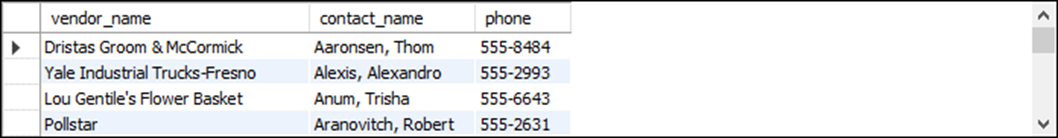 vendor_name contact_name phone
Dristas Groom & McCormick Aaronsen, Thom 555-8484
Yale Industrial Trucks-Fresno Alexis, Alexandro 555-2993
Lou Gentile's Flower Basket Anum, Trisha 555-6643
Pollstar Aranovitch, Robert 555-2631